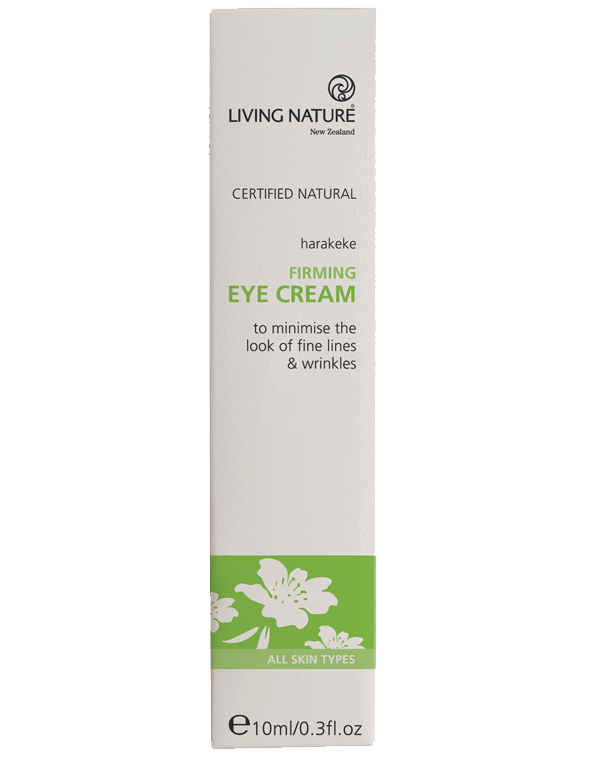 LIVING NATURE®
New Zealand
CERTIFIED NATURAL
harakeke
FIRMING
EYE CREAM
to minimise the
look of fine lines
& wrinkles
ALL SKIN TYPES
℮10ml/0.3fl.oz